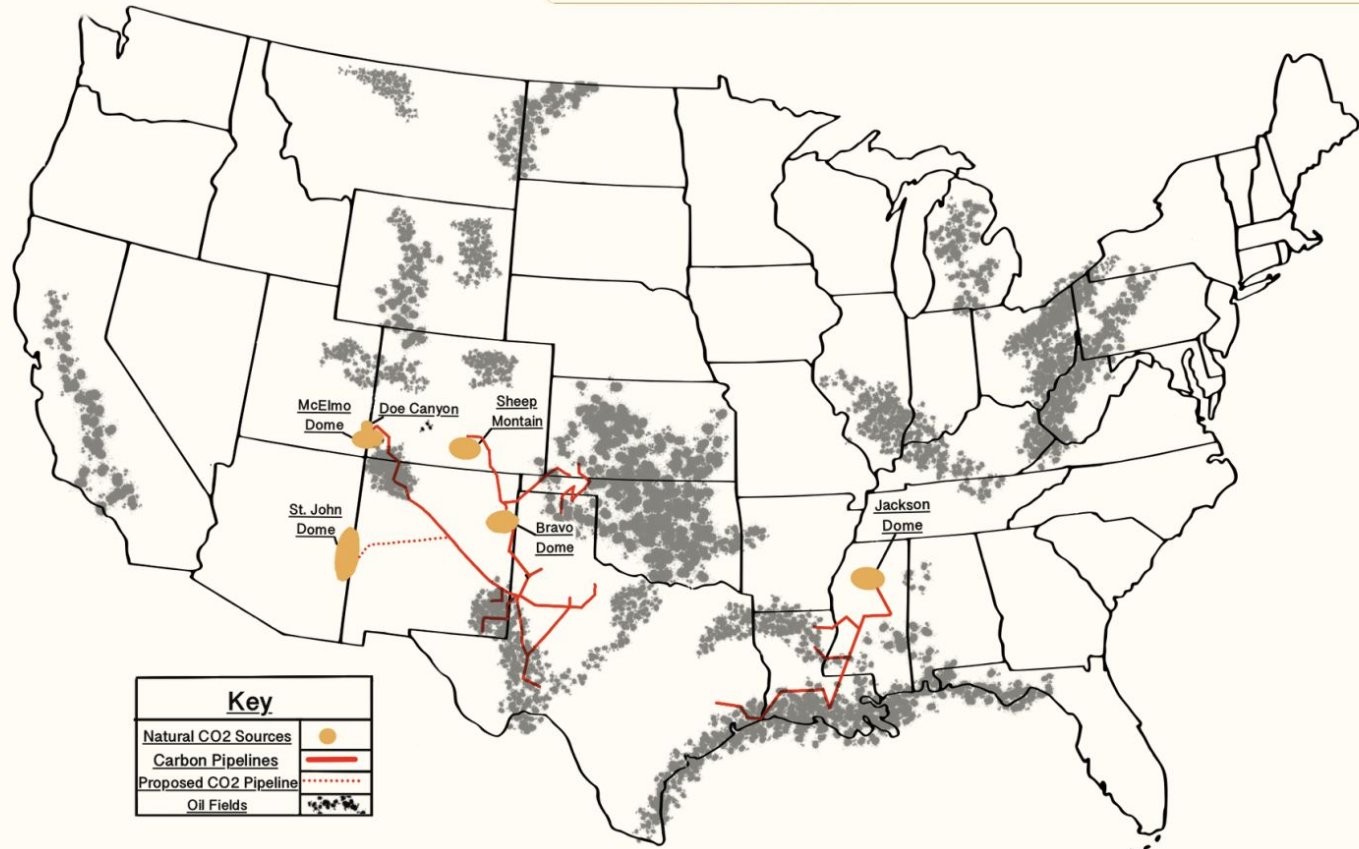 McElmo
Dome
Doe Canyon
Sheep
Montain
St. John
Dome
Bravo
Dome
Jackson
Dome
Key
Natural CO2 Sources
Carbon Pipelines
Proposed CO2 Pipeline
Oil Fields